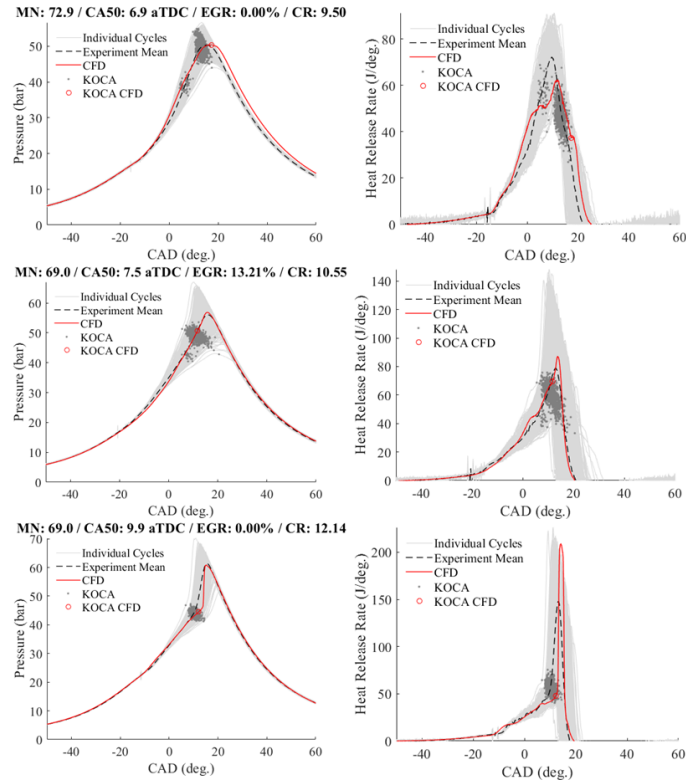 MN: 72.9 / CA50: 6.9 aTDC / EGR: 0.00% / CR: 9.50
Pressure (bar)
50
40
30
20
10
0
Individual Cycles
Experiment Mean
CFD
KOCA
KOCA CFD
-40 -20 0 20 40 60
CAD (deg.)
Heat Release Rate (J/deg.)
80
60
40
20
0
Individual Cycles
Experiment Mean
CFD
KOCA
KOCA CFD
-40 -20 0 20 40 60
CAD (deg.)
MN: 69.0 / CA50: 7.5 aTDC / EGR: 13.21% / CR: 10.55
Pressure (bar)
60
50
40
30
20
10
0
Individual Cycles
Experiment Mean
CFD
KOCA
KOCA CFD
-40 -20 0 20 40 60
CAD (deg.)
Heat Release Rate (J/deg.)
140
120
100
80
60
40
20
0
Individual Cycles
Experiment Mean
CFD
KOCA
KOCA CFD
-40 -20 0 20 40 60
CAD (deg.)
MN: 69.0 / CA50: 9.9 aTDC / EGR: 0.00% / CR: 12.14
Pressure (bar)
70
60
50
40
30
20
10
0
Individual Cycles
Experiment Mean
CFD
KOCA
KOCA CFD
-40 -20 0 20 40 60
CAD (deg.)
Heat Release Rate (J/deg.)
200
150
100
50
0
Individual Cycles
Experiment Mean
CFD
KOCA
KOCA CFD
-40 -20 0 20 40 60
CAD (deg.)